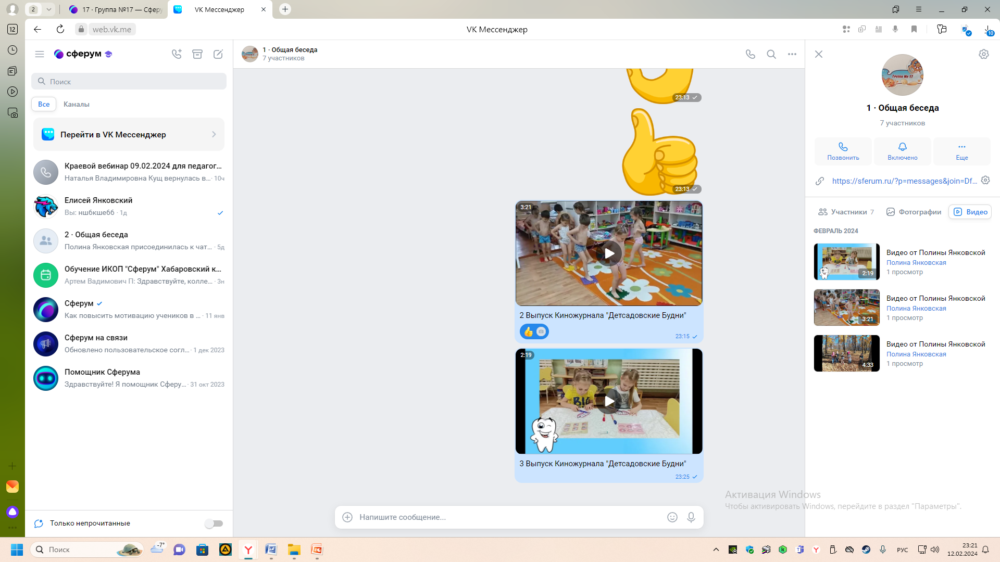 2
17 · Группа №17 — Сферу
VK Мессенджер
12
web.vk.me
VK Мессенджер
10
сферум
Поиск
Все
Каналы
Перейти в VK Мессенджер
Краевой вебинар 09.02.2024 для педагог...
Наталья Владимировна Кущ вернулась в... · 10ч
Елисей Янковский
Вы: нш6кше66 · 1д
2 · Общая беседа
Полина Янковская присоединилась к чат... · 5д
Обучение ИКОП "Сферум" Хабаровский к...
Артем Вадимович П: Здравствуйте, колле... · 3н
Сферум
Как повысить мотивацию учеников в ... · 11 янв
Сферум на связи
Обновлено пользовательское согл... · 1 дек 2023
Помощник Сферума
Здравствуйте! Я помощник Сферу... · 31 окт 2023
Только непрочитанные
1 · Общая беседа
7 участников
23:13
23:13
3:21
2 Выпуск Киножурнала "Детсадовские Будни"
23:15
2:19
BIG
3 Выпуск Киножурнала "Детсадовские Будни"
23:25
Напишите сообщение...
Группа № 17
1 · Общая беседа
7 участников
Позвонить
Включено
Еще
https://sferum.ru/?p=messages&join=Df...
Участники 7
Фотографии
Видео
ФЕВРАЛЬ 2024
Видео от Полины Янковской
Полина Янковская
1 просмотр
2:19
Видео от Полины Янковской
Полина Янковская
1 просмотр
3:21
Видео от Полины Янковской
Полина Янковская
1 просмотр
4:33
Активация Windows
Чтобы активировать Windows, перейдите в раздел "Параметры".
Поиск
-7°
РУС
23:21
12.02.2024